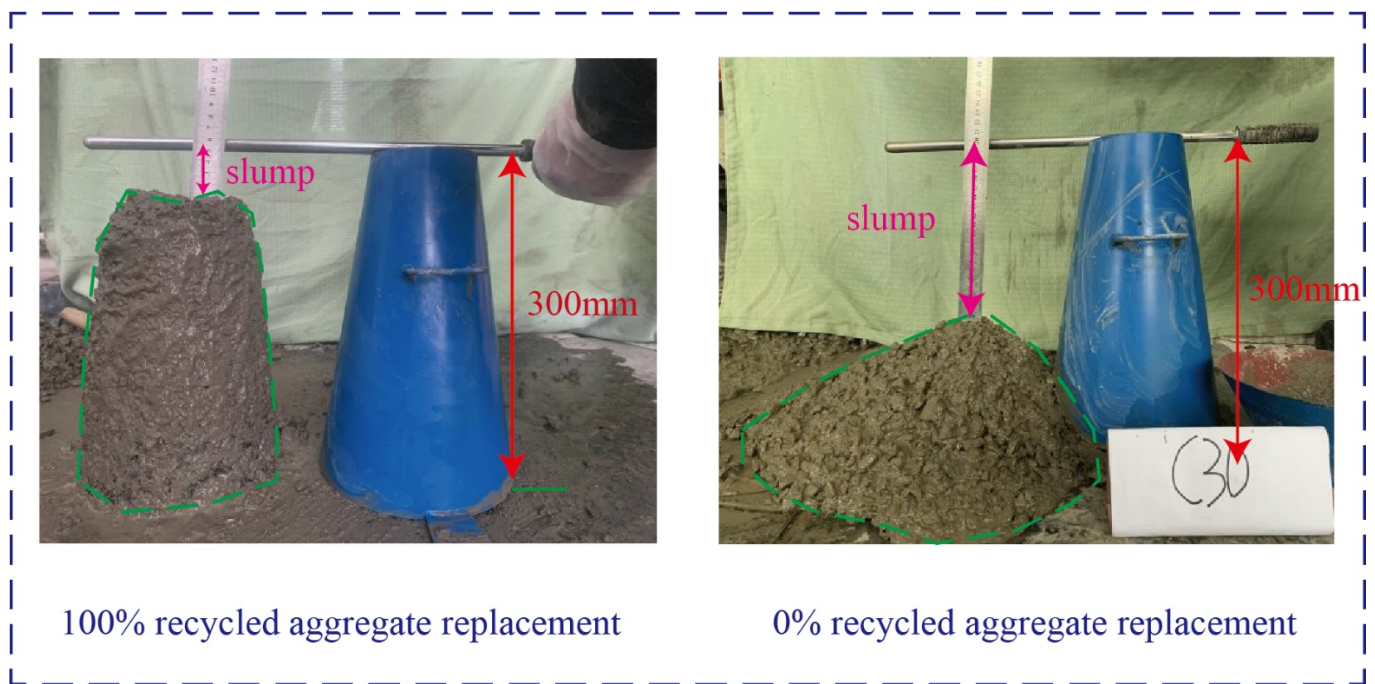 slump
300mm
slump
300mm
C30
100% recycled aggregate replacement
0% recycled aggregate replacement